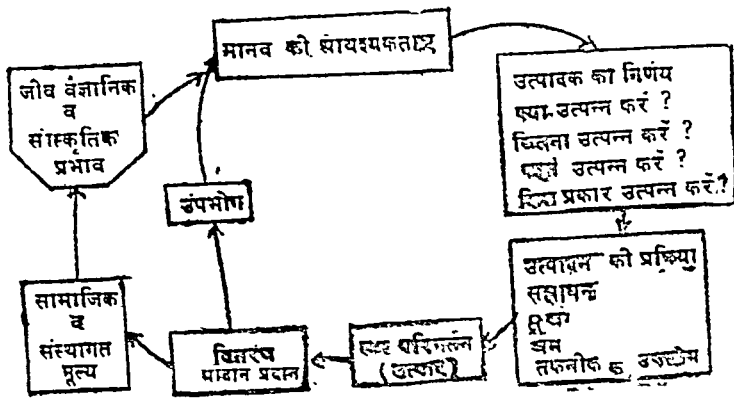 मानव की आवश्यकताएं
उत्पादक का निर्णय
क्या उत्पन्न करें ?
कितना उत्पन्न करें ?
उत्पन्न करें ?
किस प्रकार उत्पन्न करें ?
उत्पादन की प्रक्रिया
संसाधन
श्रम
तकनीक
(उत्पाद)
वितरण
आदान प्रदान
उपभोग
सामाजिक
व
संस्थागत
मूल्य
जीव वैज्ञानिक
व
सांस्कृतिक
प्रभाव